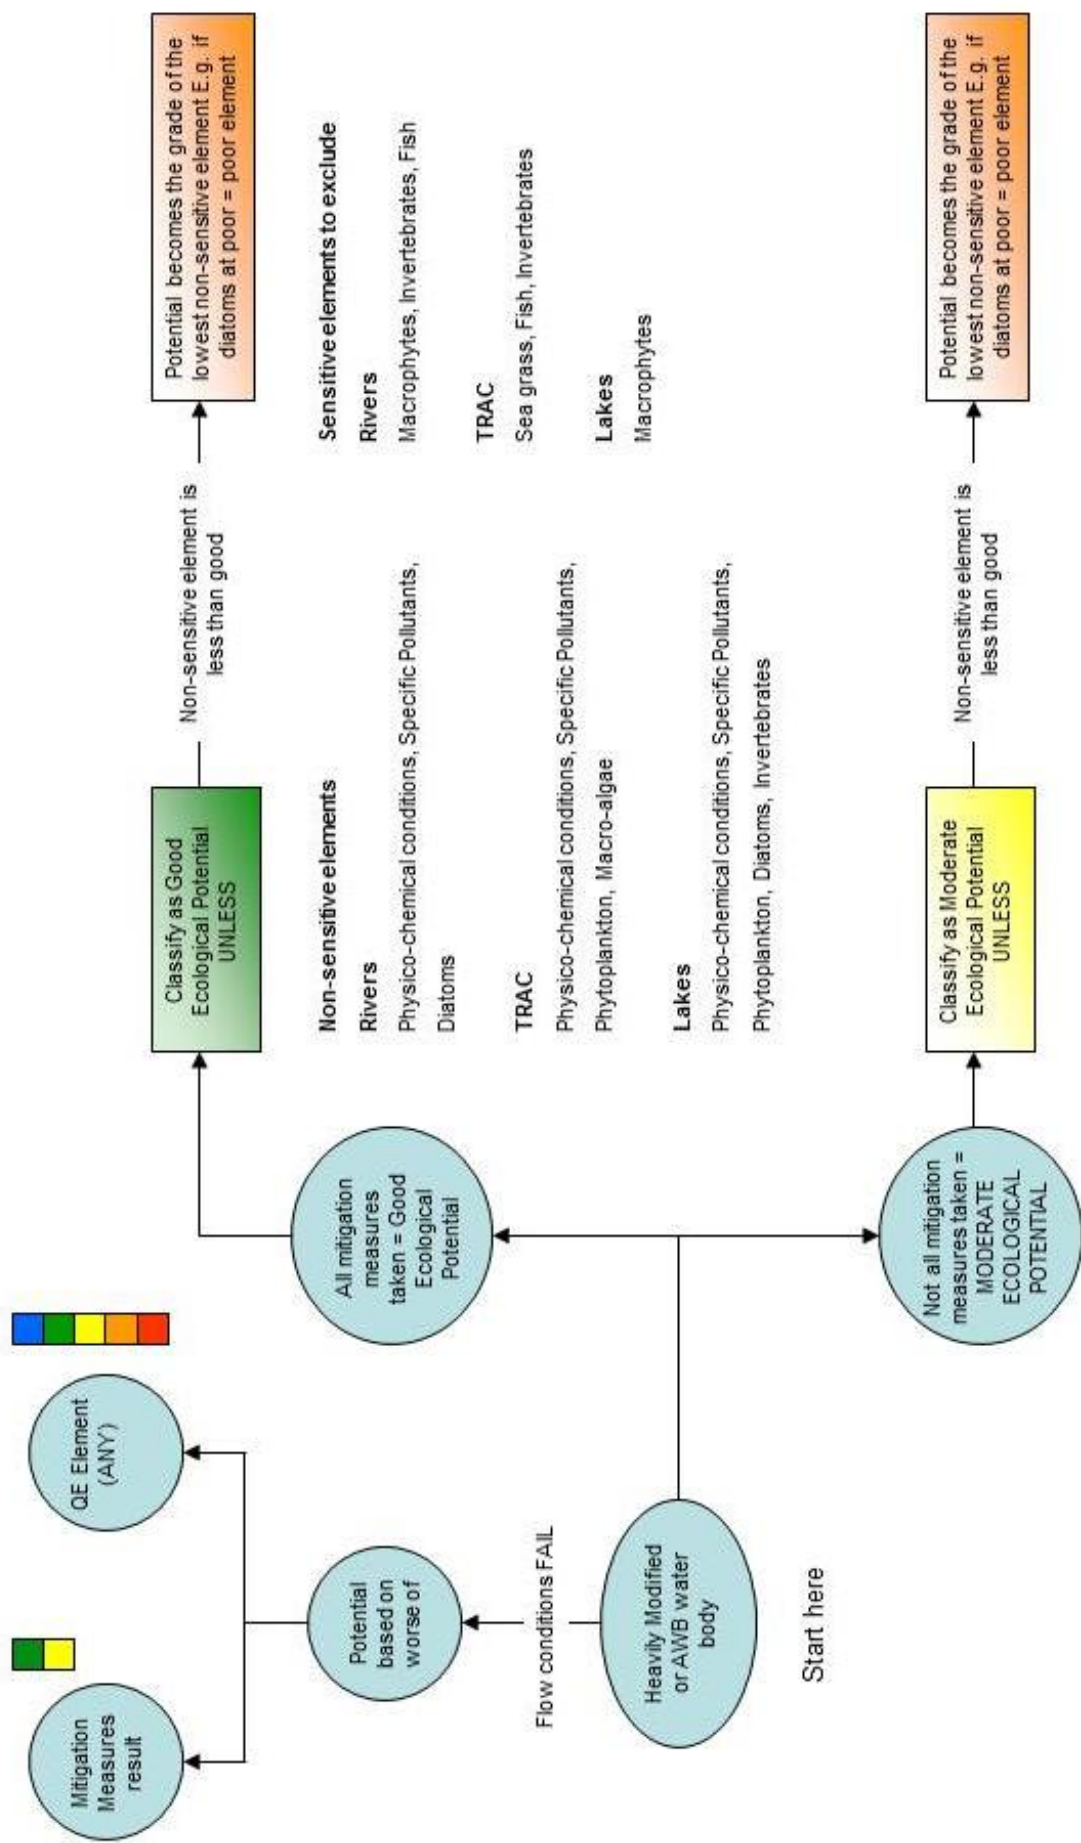 Mitigation
Measures
result
QE Element
(ANY)
Potential
based on
worse of
Flow conditions FAIL
Heavily Modified
or AWB water
body
Start here
All mitigation
measures
taken = Good
Ecological
Potential
Classify as Good
Ecological Potential
UNLESS
Non-sensitive element is
less than good
Potential becomes the grade of the
lowest non-sensitive element E.g. if
diatoms at poor = poor element
Non-sensitive elements
Rivers
Physico-chemical conditions, Specific Pollutants,
Diatoms
TRAC
Physico-chemical conditions, Specific Pollutants,
Phytoplankton, Macro-algae
Lakes
Physico-chemical conditions, Specific Pollutants,
Phytoplankton, Diatoms, Invertebrates
Sensitive elements to exclude
Rivers
Macrophytes, Invertebrates, Fish
TRAC
Sea grass, Fish, Invertebrates
Lakes
Macrophytes
Not all mitigation
measures taken =
MODERATE
ECOLOGICAL
POTENTIAL
Classify as Moderate
Ecological Potential
UNLESS
Non-sensitive element is
less than good
Potential becomes the grade of the
lowest non-sensitive element E.g. if
diatoms at poor = poor element